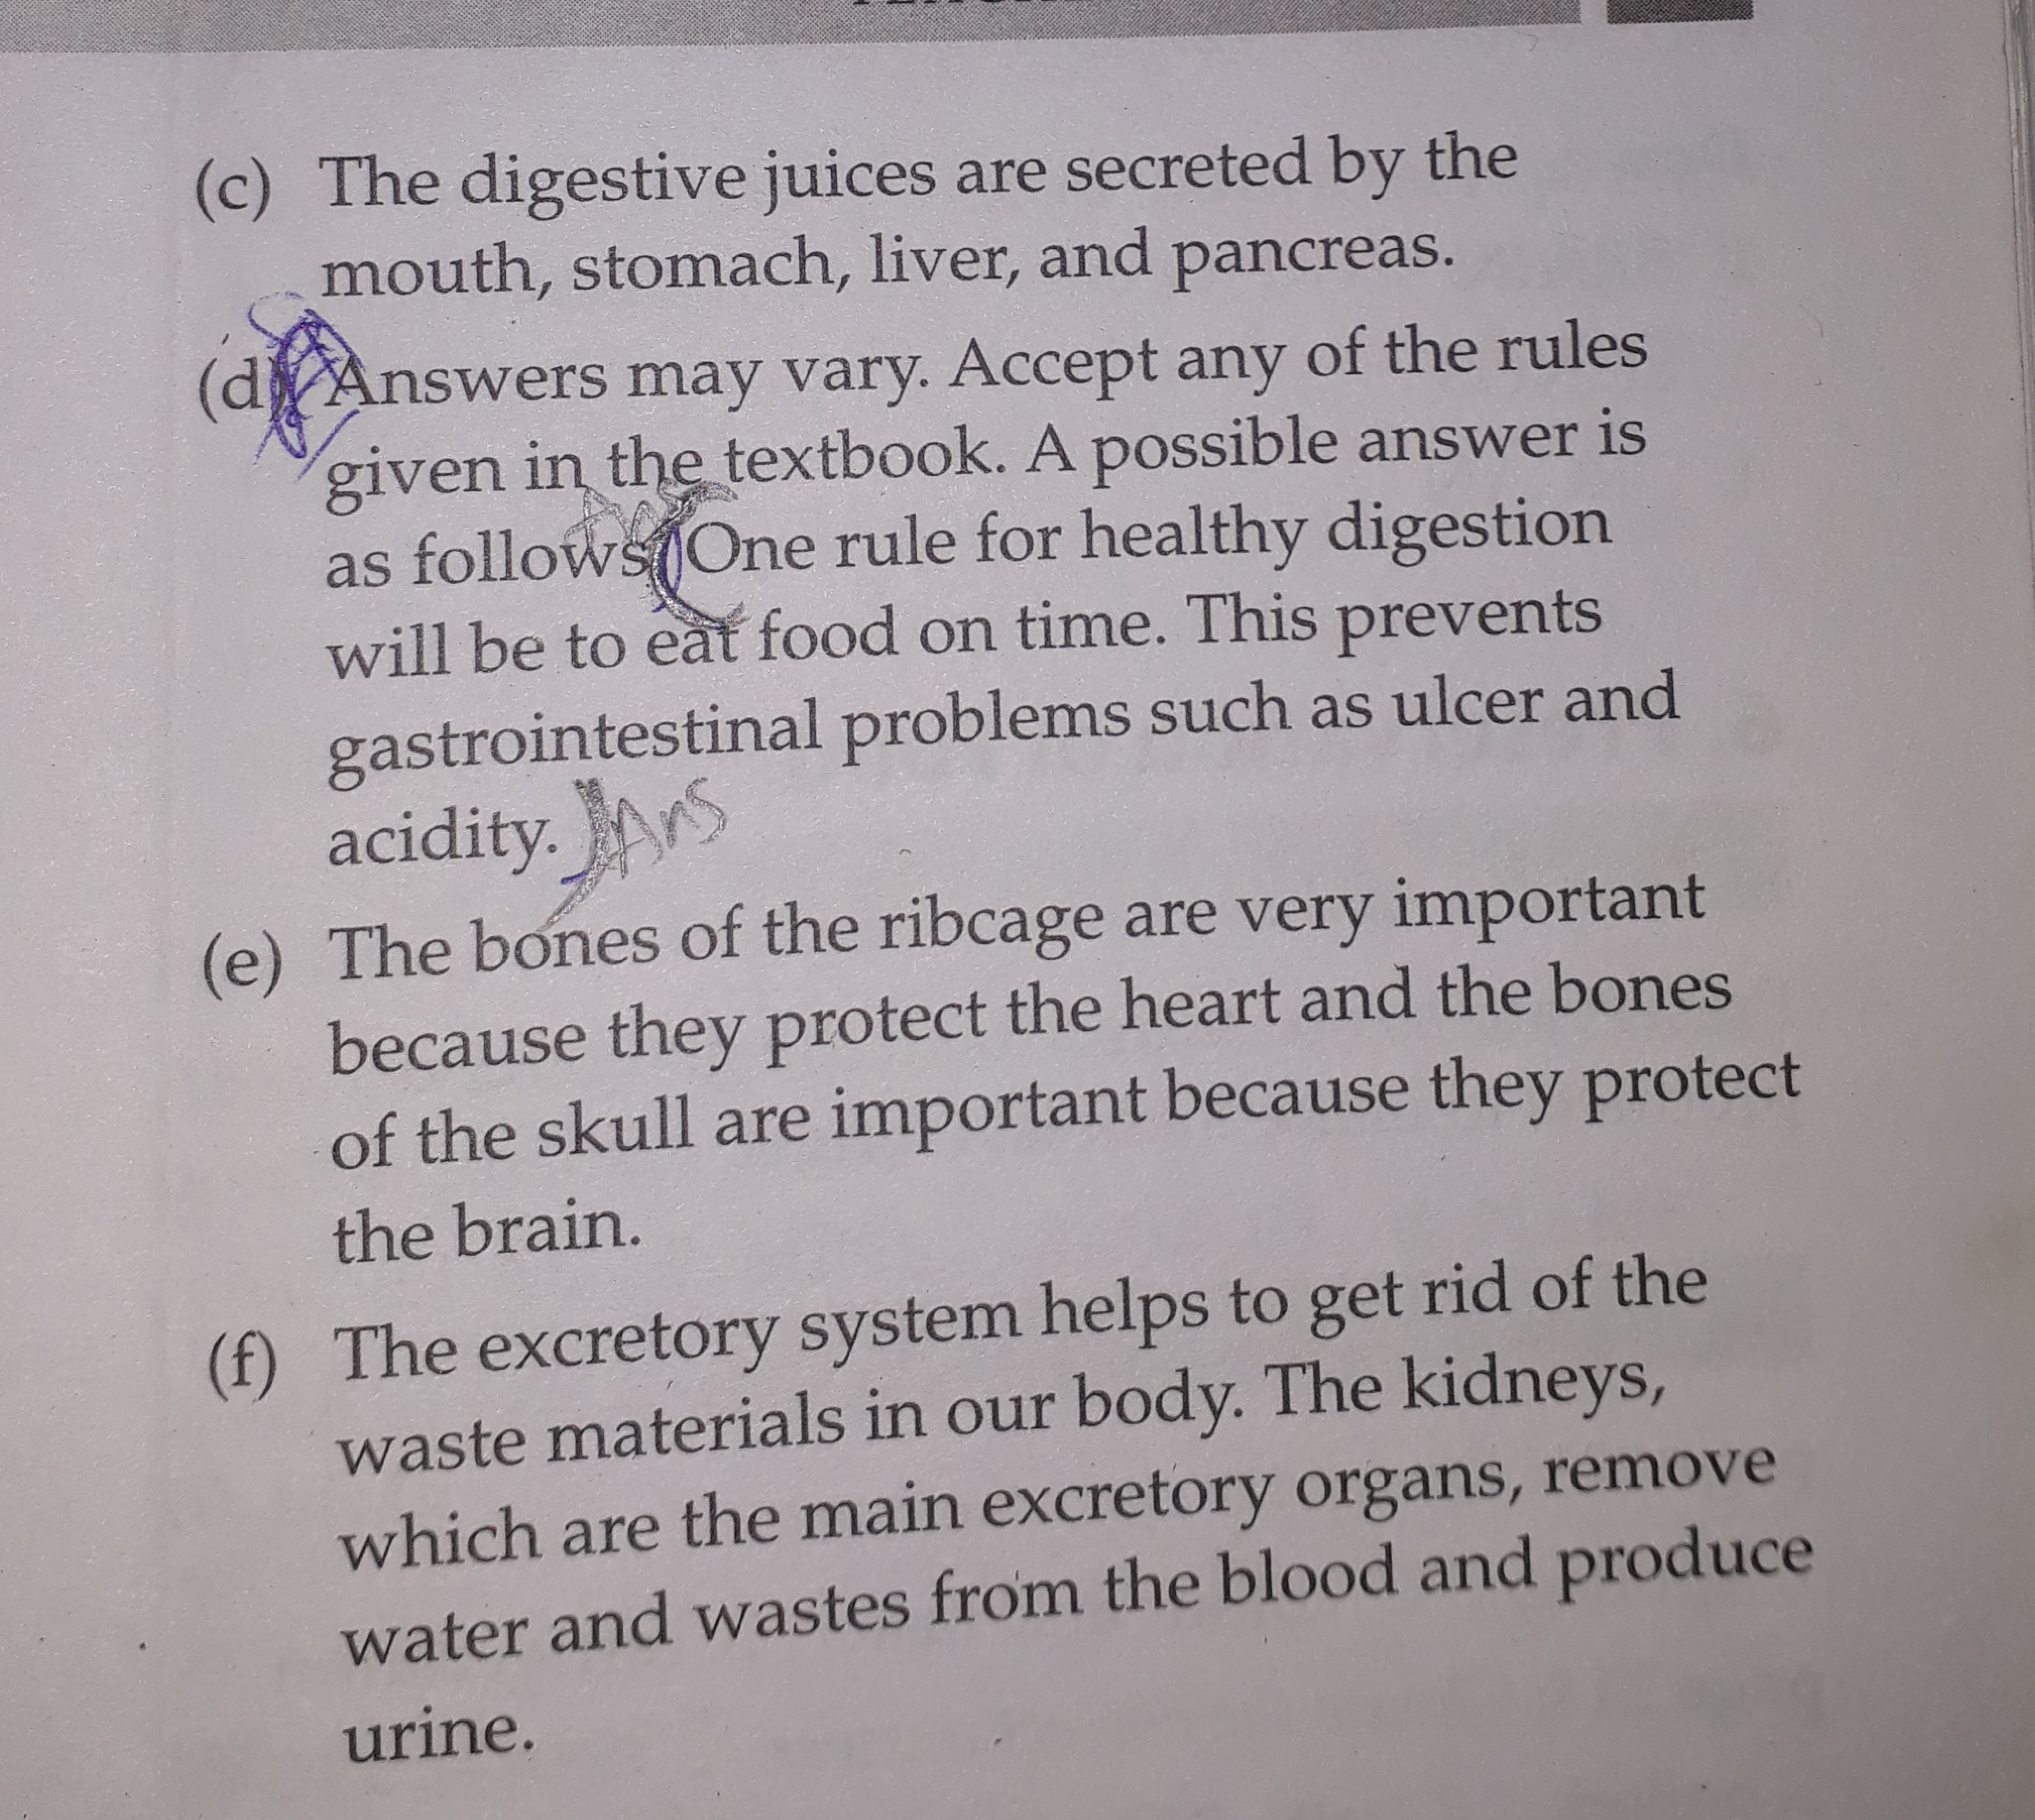 (c) The digestive juices are secreted by the
mouth, stomach, liver, and pancreas.
(d) Answers may vary. Accept any of the rules
given in the textbook. A possible answer is
Ans
as follows (One rule for healthy digestion
will be to eat food on time. This prevents
gastrointestinal problems such as ulcer and
acidity.) Ans
(e) The bones of the ribcage are very important
because they protect the heart and the bones
of the skull are important because they protect
the brain.
(f) The excretory system helps to get rid of the
waste materials in our body. The kidneys,
which are the main excretory organs, remove
water and wastes from the blood and produce
urine.